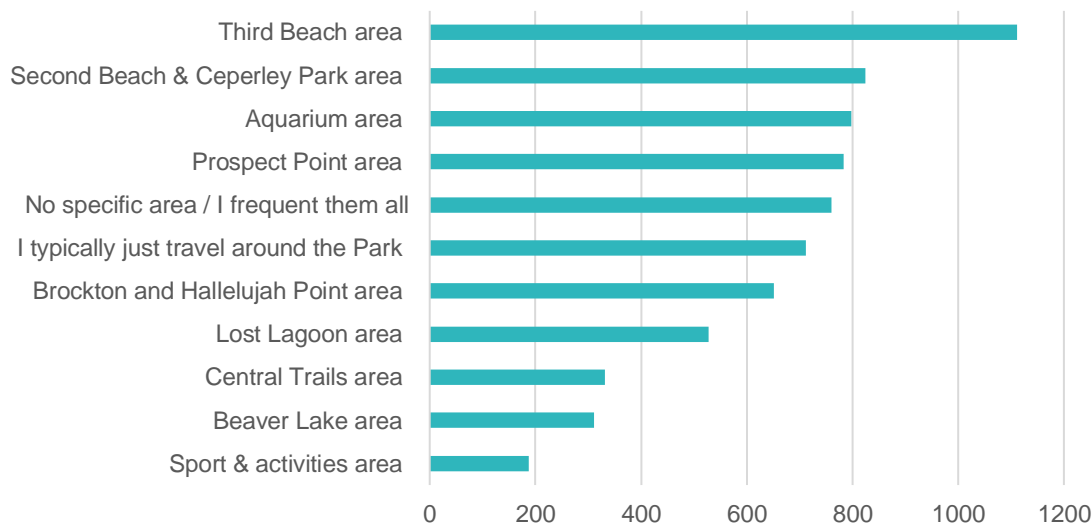 Third Beach area
Second Beach & Ceperley Park area
Aquarium area
Prospect Point area
No specific area / I frequent them all
I typically just travel around the Park
Brockton and Hallelujah Point area
Lost Lagoon area
Central Trails area
Beaver Lake area
Sport & activities area
0 200 400 600 800 1000 1200